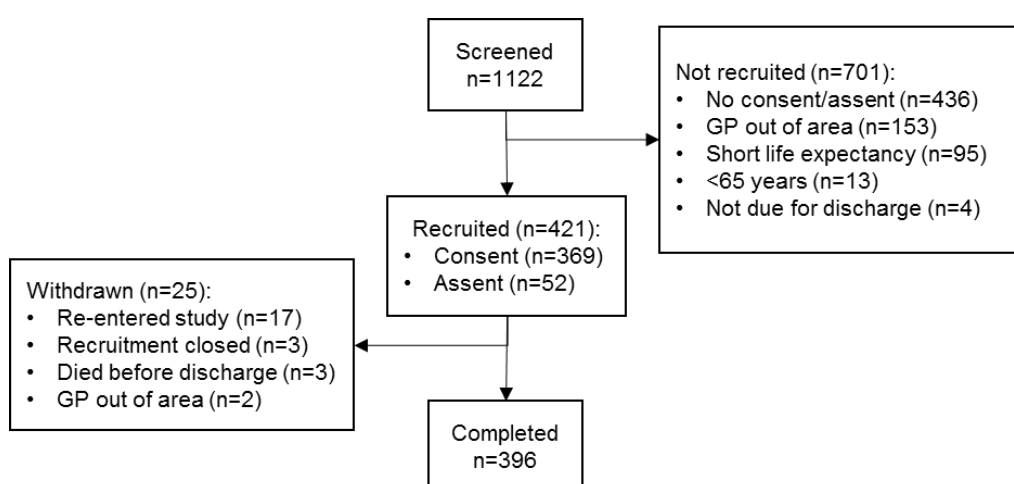 Screened
n=1122
Not recruited (n=701):
• No consent/assent (n=436)
• GP out of area (n=153)
• Short life expectancy (n=95)
• <65 years (n=13)
• Not due for discharge (n=4)
Recruited (n=421):
• Consent (n=369)
• Assent (n=52)
Withdrawn (n=25):
• Re-entered study (n=17)
• Recruitment closed (n=3)
• Died before discharge (n=3)
• GP out of area (n=2)
Completed
n=396